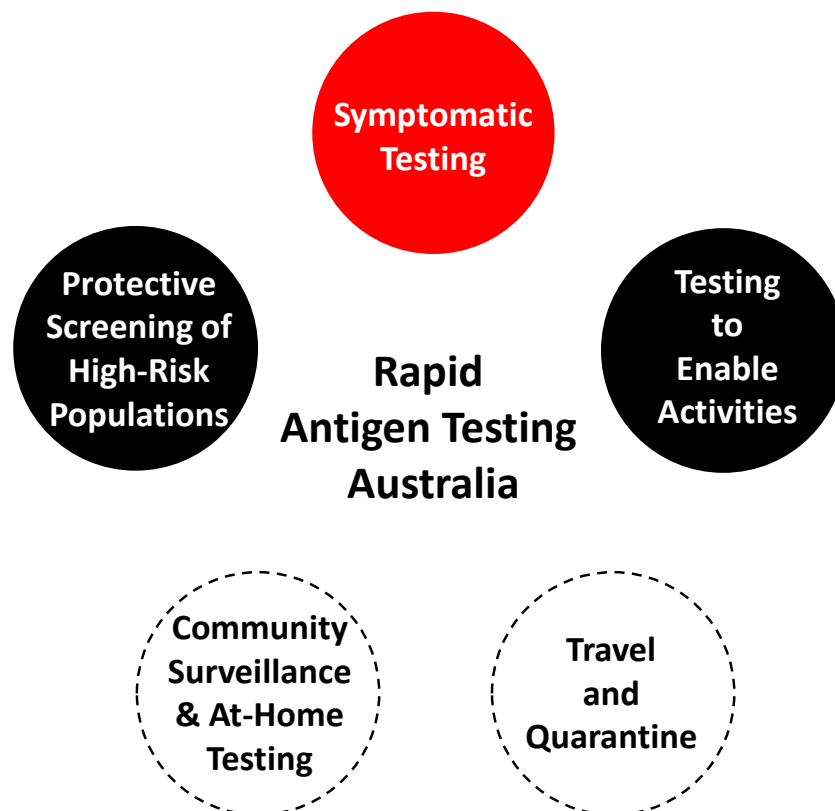 Symptomatic
Testing
Protective
Screening of
High-Risk
Populations
Testing
to
Enable
Activities
Rapid
Antigen Testing
Australia
Community
Surveillance
& At-Home
Testing
Travel
and
Quarantine